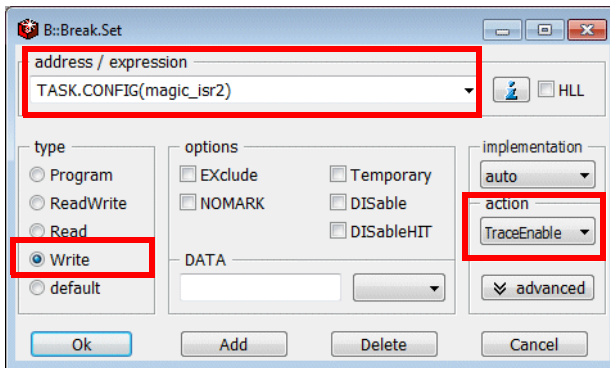 B::Break.Set
address / expression
TASK.CONFIG(magic_isr2)
i
HLL
type
Program
ReadWrite
Read
Write
default
options
EXclude
NOMARK
Temporary
DISable
DISableHIT
DATA
implementation
auto
action
TraceEnable
advanced
Ok
Add
Delete
Cancel